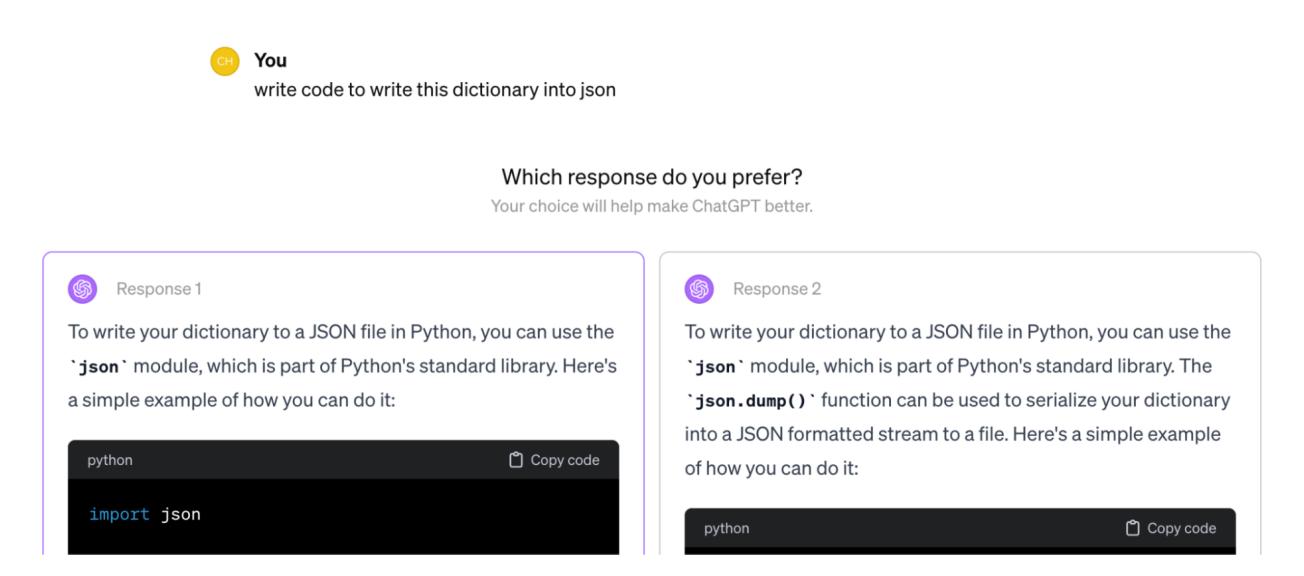 CH
You
write code to write this dictionary into json
Which response do you prefer?
Your choice will help make ChatGPT better.
Response 1
To write your dictionary to a JSON file in Python, you can use the
`json` module, which is part of Python's standard library. Here's
a simple example of how you can do it:
python
Copy code
import json
Response 2
To write your dictionary to a JSON file in Python, you can use the
`json` module, which is part of Python's standard library. The
`json.dump()` function can be used to serialize your dictionary
into a JSON formatted stream to a file. Here's a simple example
of how you can do it:
python
Copy code